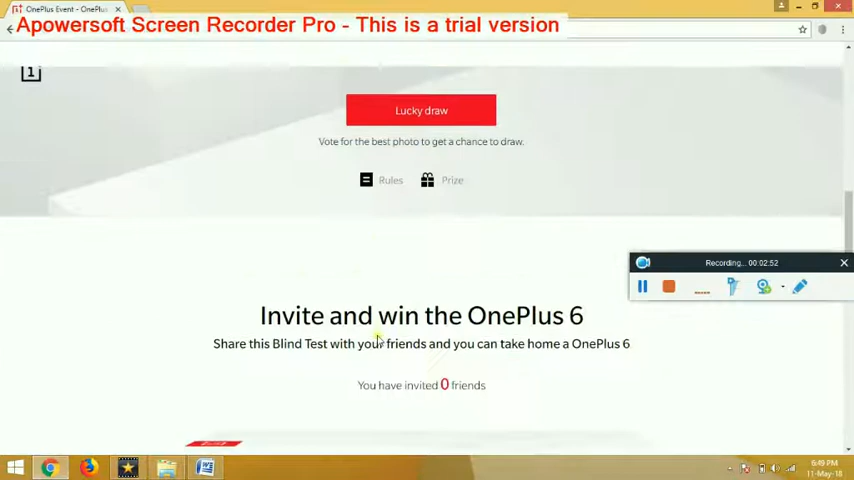 OnePlus Event - OnePlus
Apowersoft Screen Recorder Pro - This is a trial version
1
Lucky draw
Vote for the best photo to get a chance to draw.
Rules Prize
Recording... 00:02:52
Invite and win the OnePlus 6
Share this Blind Test with your friends and you can take home a OnePlus 6
You have invited 0 friends
6:49 PM
11-May-18